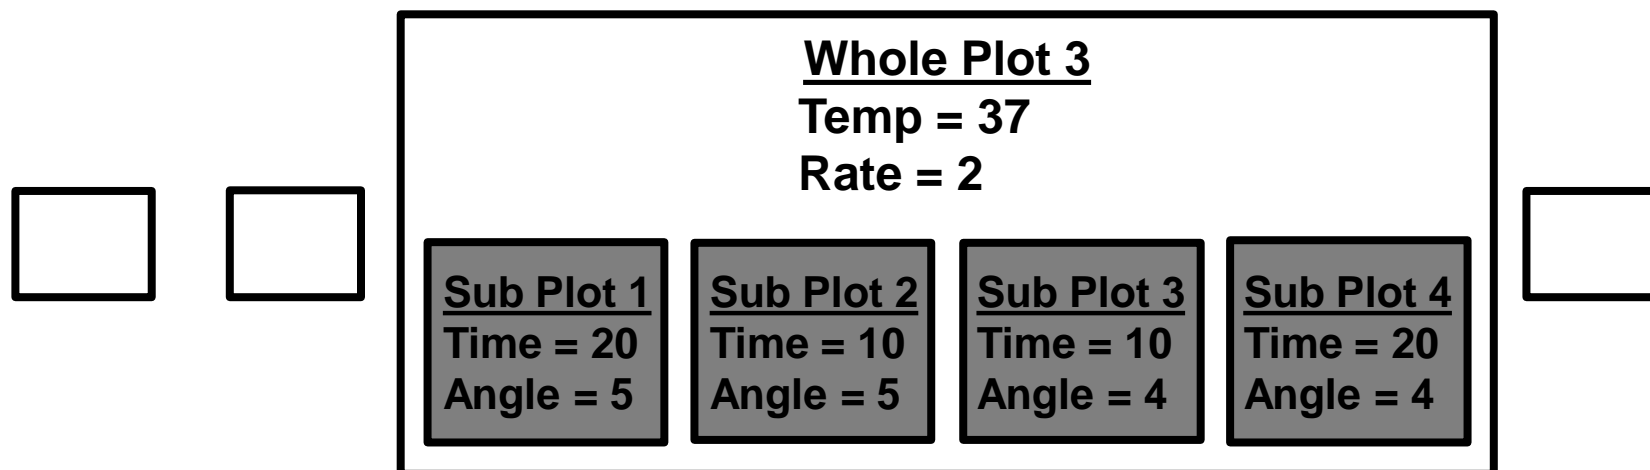 Whole Plot 3
Temp = 37
Rate = 2
Sub Plot 1
Time = 20
Angle = 5
Sub Plot 2
Time = 10
Angle = 5
Sub Plot 3
Time = 10
Angle = 4
Sub Plot 4
Time = 20
Angle = 4